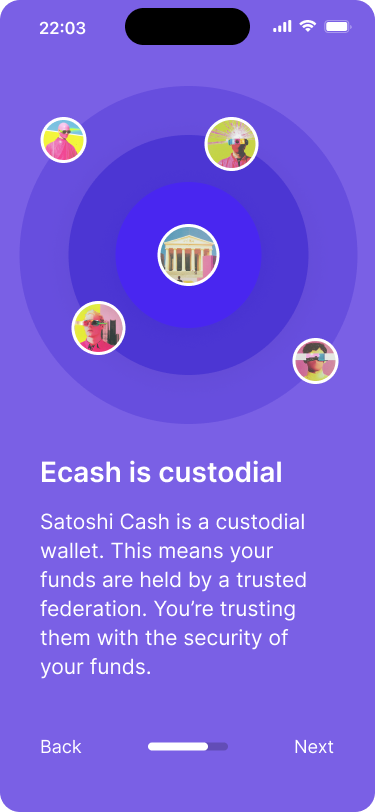 22:03
Ecash is custodial
Satoshi Cash is a custodial
wallet. This means your
funds are held by a trusted
federation. You’re trusting
them with the security of
your funds.
Back
Next